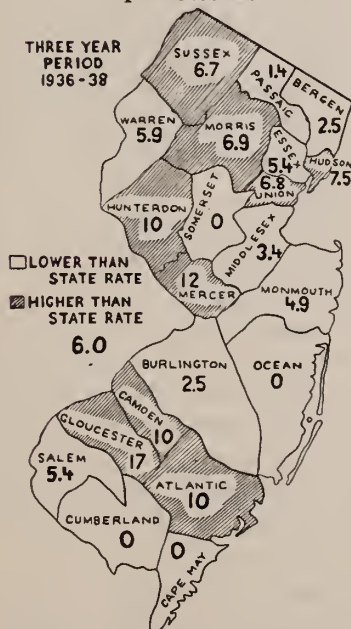 THREE YEAR
PERIOD
1936-38
SUSSEX
6.7
1.4
PASSAIC
BERGEN
2.5
WARREN
5.9
MORRIS
6.9
ESSEX
5.4
HUDSON
7.5
6.8
UNION
HUNTERDON
10
SOMERSET
0
MIDDLESEX
3.4
12
MERCER
MONMOUTH
4.9
LOWER THAN
STATE RATE
HIGHER THAN
STATE RATE
6.0
BURLINGTON
2.5
OCEAN
0
CAMDEN
10
GLOUCESTER
17
SALEM
5.4
ATLANTIC
10
CUMBERLAND
0
0
CAPE MAY